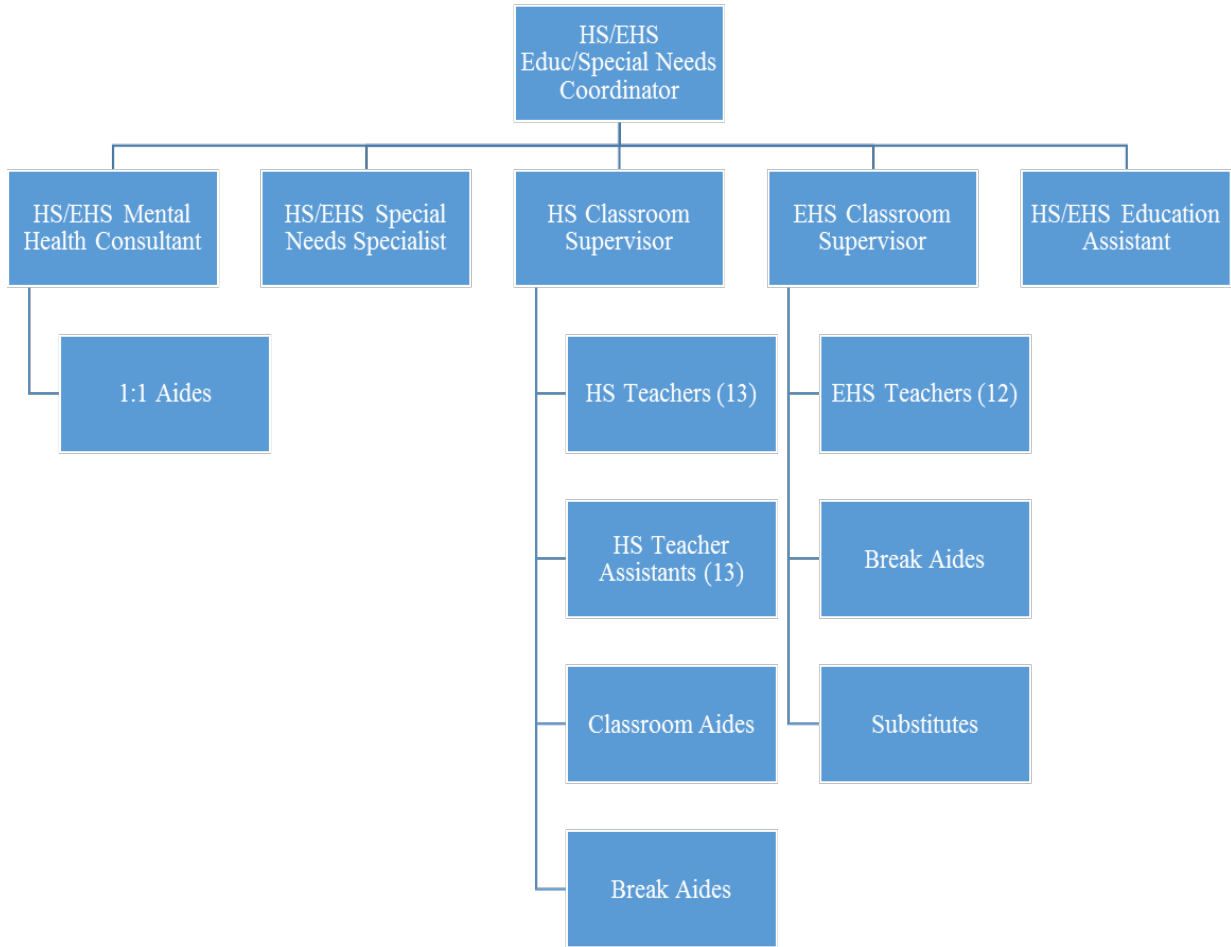 HS/EHS
Educ/Special Needs
Coordinator
HS/EHS Mental
Health Consultant
HS/EHS Special
Needs Specialist
HS Classroom
Supervisor
EHS Classroom
Supervisor
HS/EHS Education
Assistant
1:1 Aides
HS Teachers (13)
EHS Teachers (12)
HS Teacher
Assistants (13)
Break Aides
Classroom Aides
Substitutes
Break Aides